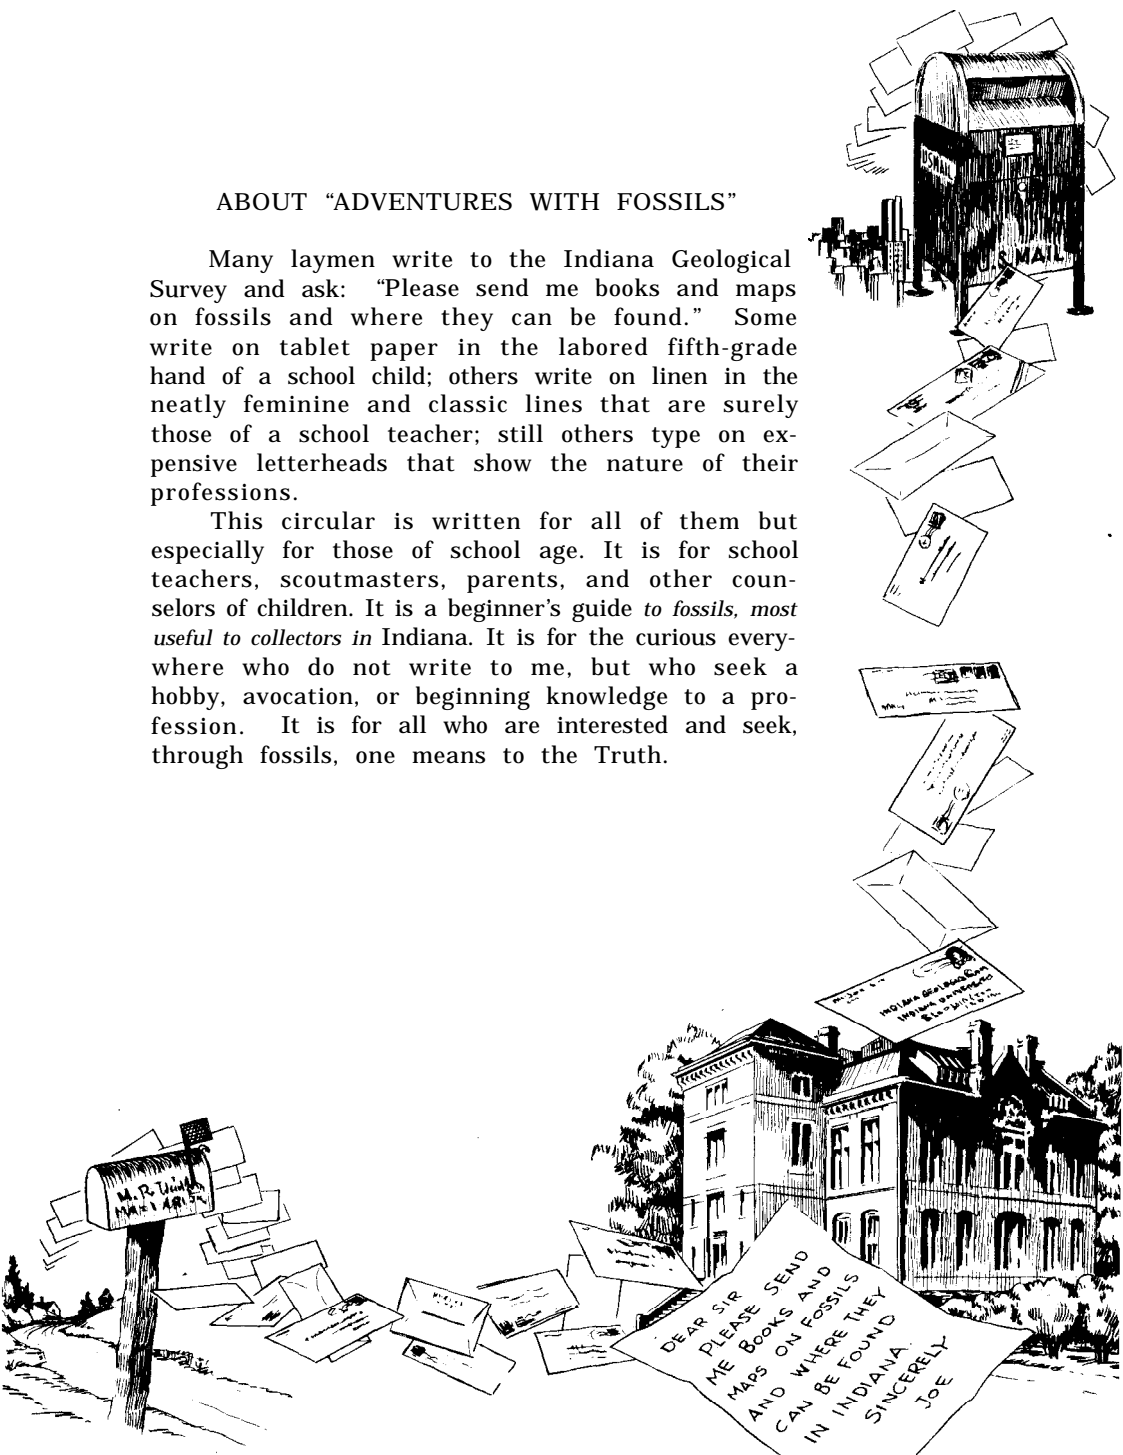 ABOUT “ADVENTURES WITH FOSSILS”
Many laymen write to the Indiana Geological
Survey and ask: “Please send me books and maps
on fossils and where they can be found.” Some
write on tablet paper in the labored fifth-grade
hand of a school child; others write on linen in the
neatly feminine and classic lines that are surely
those of a school teacher; still others type on ex-
pensive letterheads that show the nature of their
professions.
This circular is written for all of them but
especially for those of school age. It is for school
teachers, scoutmasters, parents, and other coun-
selors of children. It is a beginner’s guide to fossils, most
useful to collectors in Indiana. It is for the curious every-
where who do not write to me, but who seek a
hobby, avocation, or beginning knowledge to a pro-
fession. It is for all who are interested and seek,
through fossils, one means to the Truth.
US MAIL
U.S. MAIL
INDIANA
INDIANA
M. R.
DEAR SIR
PLEASE SEND
ME BOOKS AND
MAPS ON FOSSILS
AND WHERE THEY
CAN BE FOUND
IN INDIANA.
SINCERELY
JOE